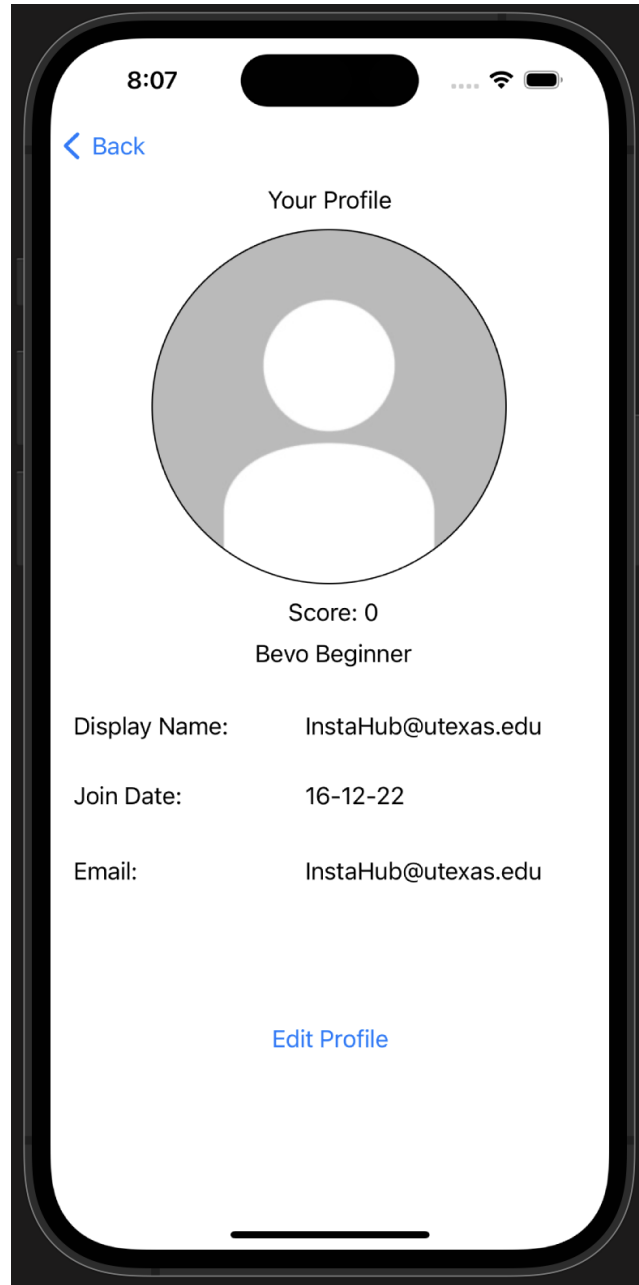 8:07
Back
Your Profile
Score: 0
Bevo Beginner
Display Name: InstaHub@utexas.edu
Join Date: 16-12-22
Email: InstaHub@utexas.edu
Edit Profile